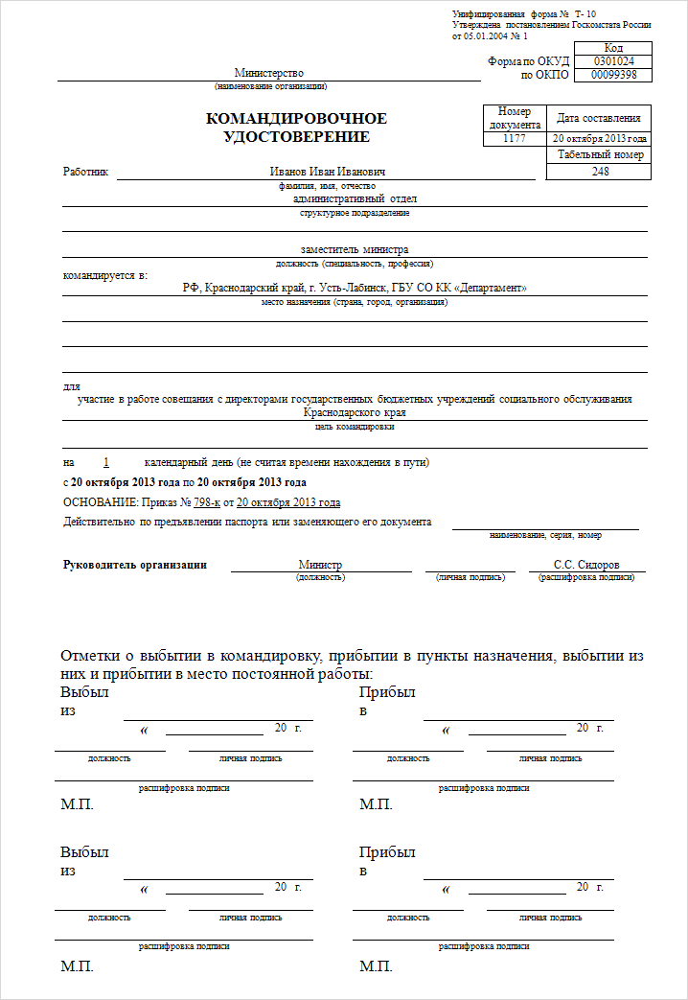 Унифицированная форма № Т- 10
Утверждена постановлением Госкомстата России
от 05.01.2004 № 1
Код
Форма по ОКУД 0301024
по ОКПО 00099398
Министерство
(наименование организации)
КОМАНДИРОВОЧНОЕ
УДОСТОВЕРЕНИЕ
Номер документа Дата составления
1177 20 октября 2013 года
Табельный номер
248
Работник Иванов Иван Иванович
фамилия, имя, отчество
административный отдел
структурное подразделение
заместитель министра
должность (специальность, профессия)
командируется в:
РФ, Краснодарский край, г. Усть-Лабинск, ГБУ СО КК «Департамент»
место назначения (страна, город, организация)
для
участие в работе совещания с директорами государственных бюджетных учреждений социального обслуживания
Краснодарского края
цель командировки
на 1 календарный день (не считая времени нахождения в пути)
с 20 октября 2013 года по 20 октября 2013 года
ОСНОВАНИЕ: Приказ № 798-к от 20 октября 2013 года
Действительно по предъявлении паспорта или заменяющего его документа
наименование, серия, номер
Руководитель организации Министр С.С. Сидоров
(должность) (личная подпись) (расшифровка подписи)
Отметки о выбытии в командировку, прибытии в пункты назначения, выбытии из
них и прибытии в место постоянной работы:
Выбыл Прибыл
из в
« 20 г. « 20 г.
должность личная подпись должность личная подпись
расшифровка подписи расшифровка подписи
М.П. М.П.
Выбыл Прибыл
из в
« 20 г. « 20 г.
должность личная подпись должность личная подпись
расшифровка подписи расшифровка подписи
М.П. М.П.